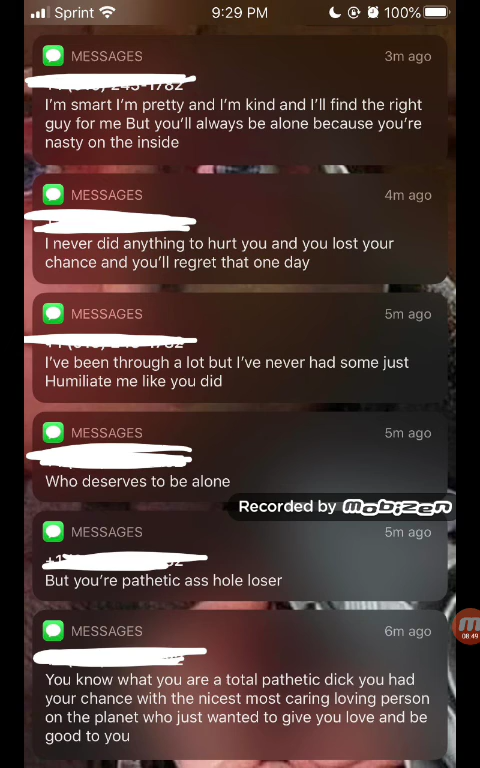 Sprint 9:29 PM 100%
MESSAGES 3m ago
I'm smart I'm pretty and I'm kind and I'll find the right
guy for me But you'll always be alone because you're
nasty on the inside
MESSAGES 4m ago
I never did anything to hurt you and you lost your
chance and you'll regret that one day
MESSAGES 5m ago
I've been through a lot but I've never had some just
Humiliate me like you did
MESSAGES 5m ago
Who deserves to be alone
Recorded by Mobizen
MESSAGES 5m ago
But you're pathetic ass hole loser
08:49
MESSAGES 6m ago
You know what you are a total pathetic dick you had
your chance with the nicest most caring loving person
on the planet who just wanted to give you love and be
good to you